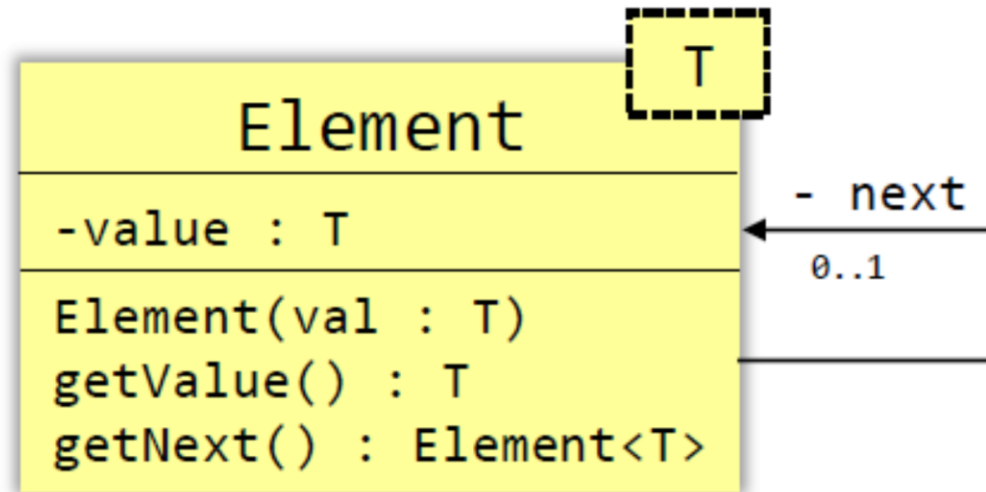 T
Element
-value : T
- next
0..1
Element(val : T)
getValue() : T
getNext() : Element<T>